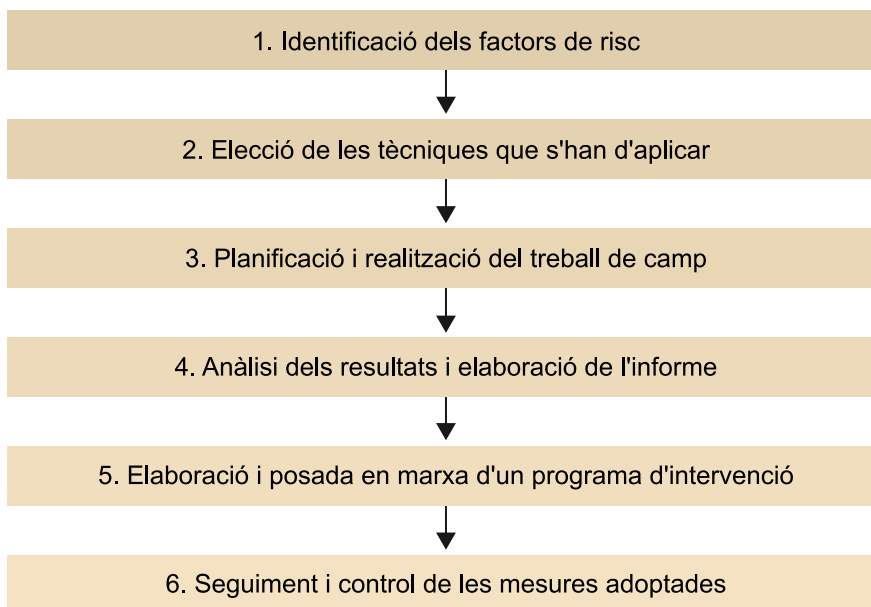 1. Identificació dels factors de risc
2. Elecció de les tècniques que s'han d'aplicar
3. Planificació i realització del treball de camp
4. Anàlisi dels resultats i elaboració de l'informe
5. Elaboració i posada en marxa d'un programa d'intervenció
6. Seguiment i control de les mesures adoptades